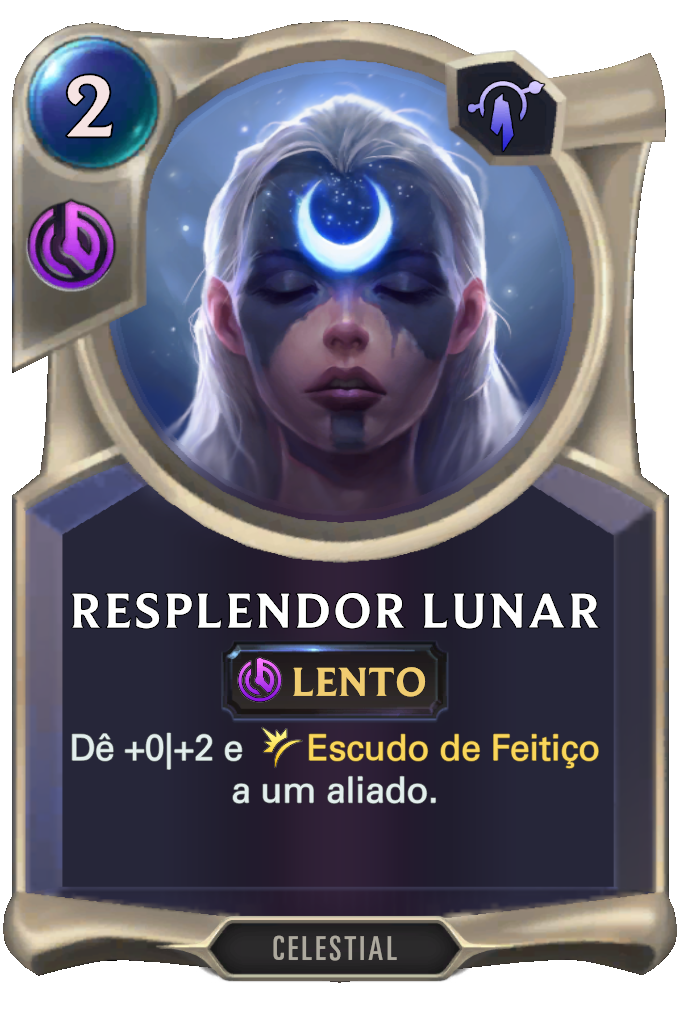 2
RESPLENDOR LUNAR
LENTO
Dê +0|+2 e Escudo de Feitiço
a um aliado.
CELESTIAL